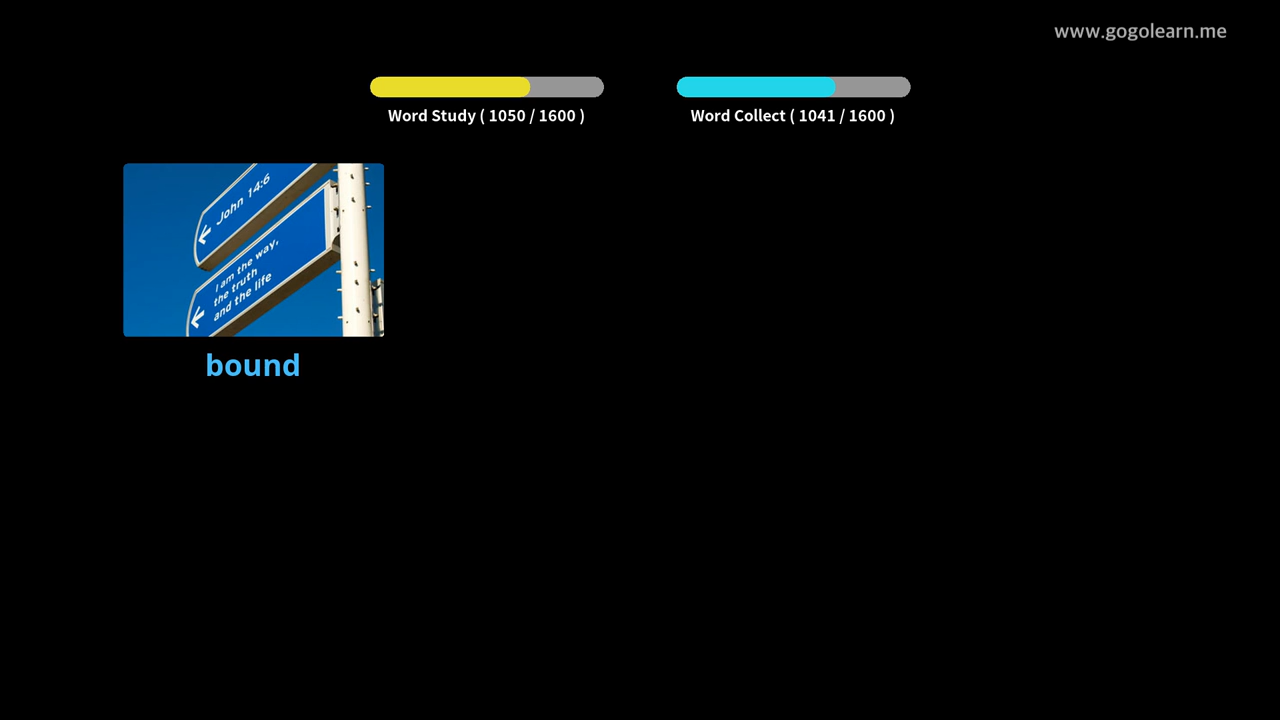 www.gogolearn.me
Word Study ( 1050 / 1600 )
Word Collect ( 1041 / 1600 )
John 14:6
I am the way,
the truth
and the life
bound